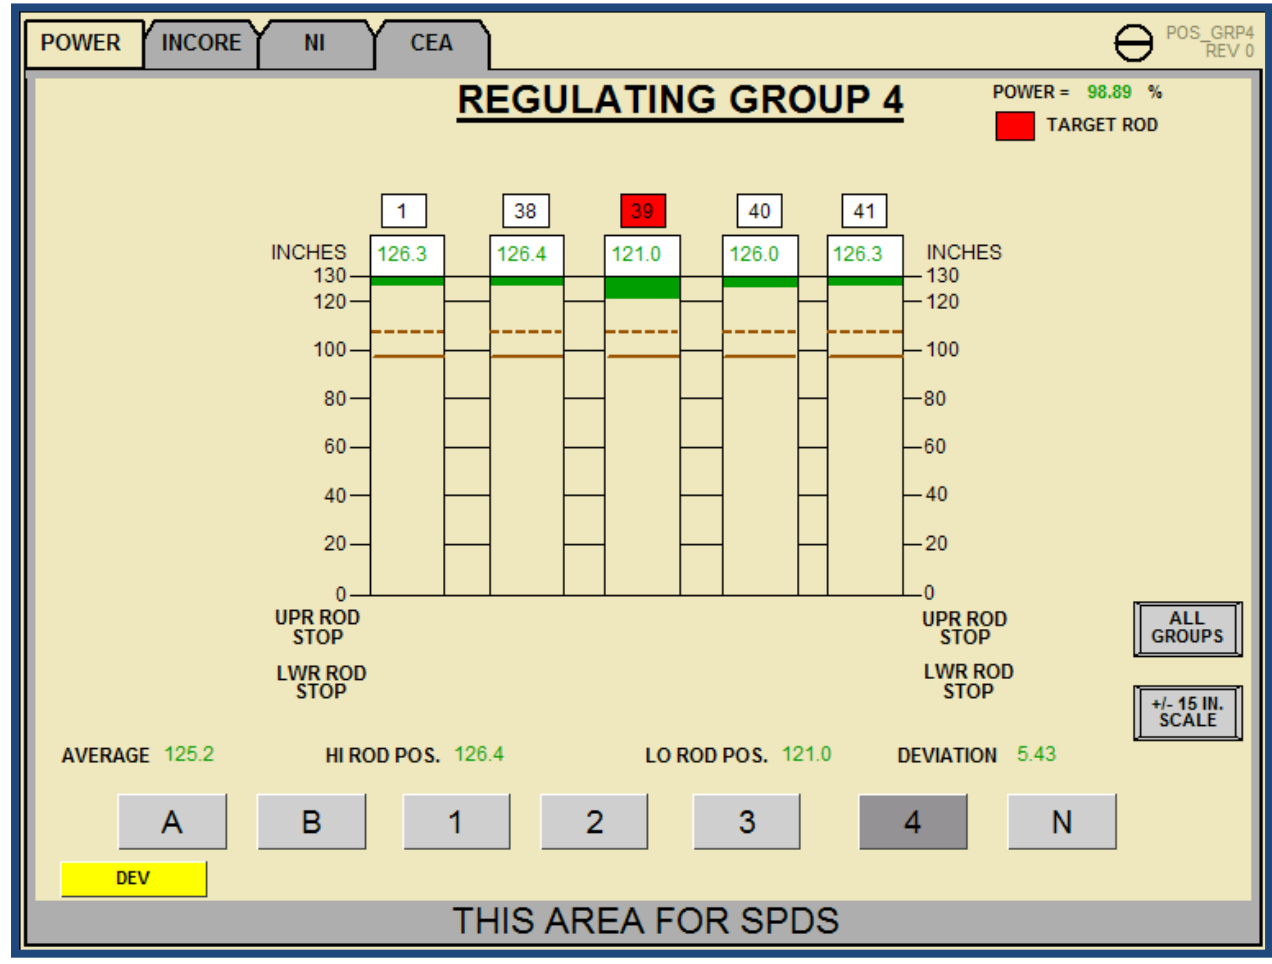 POWER INCORE NI CEA
POS_GRP4
REV 0
REGULATING GROUP 4
POWER = 98.89 %
TARGET ROD
1 38 39 40 41
INCHES 126.3 126.4 121.0 126.0 126.3 INCHES
130 130
120 120
100 100
80 80
60 60
40 40
20 20
0 0
UPR ROD UPR ROD
STOP STOP
LWR ROD LWR ROD
STOP STOP
ALL
GROUPS
+/- 15 IN.
SCALE
AVERAGE 125.2 HI ROD POS. 126.4 LO ROD POS. 121.0 DEVIATION 5.43
A B 1 2 3 4 N
DEV
THIS AREA FOR SPDS